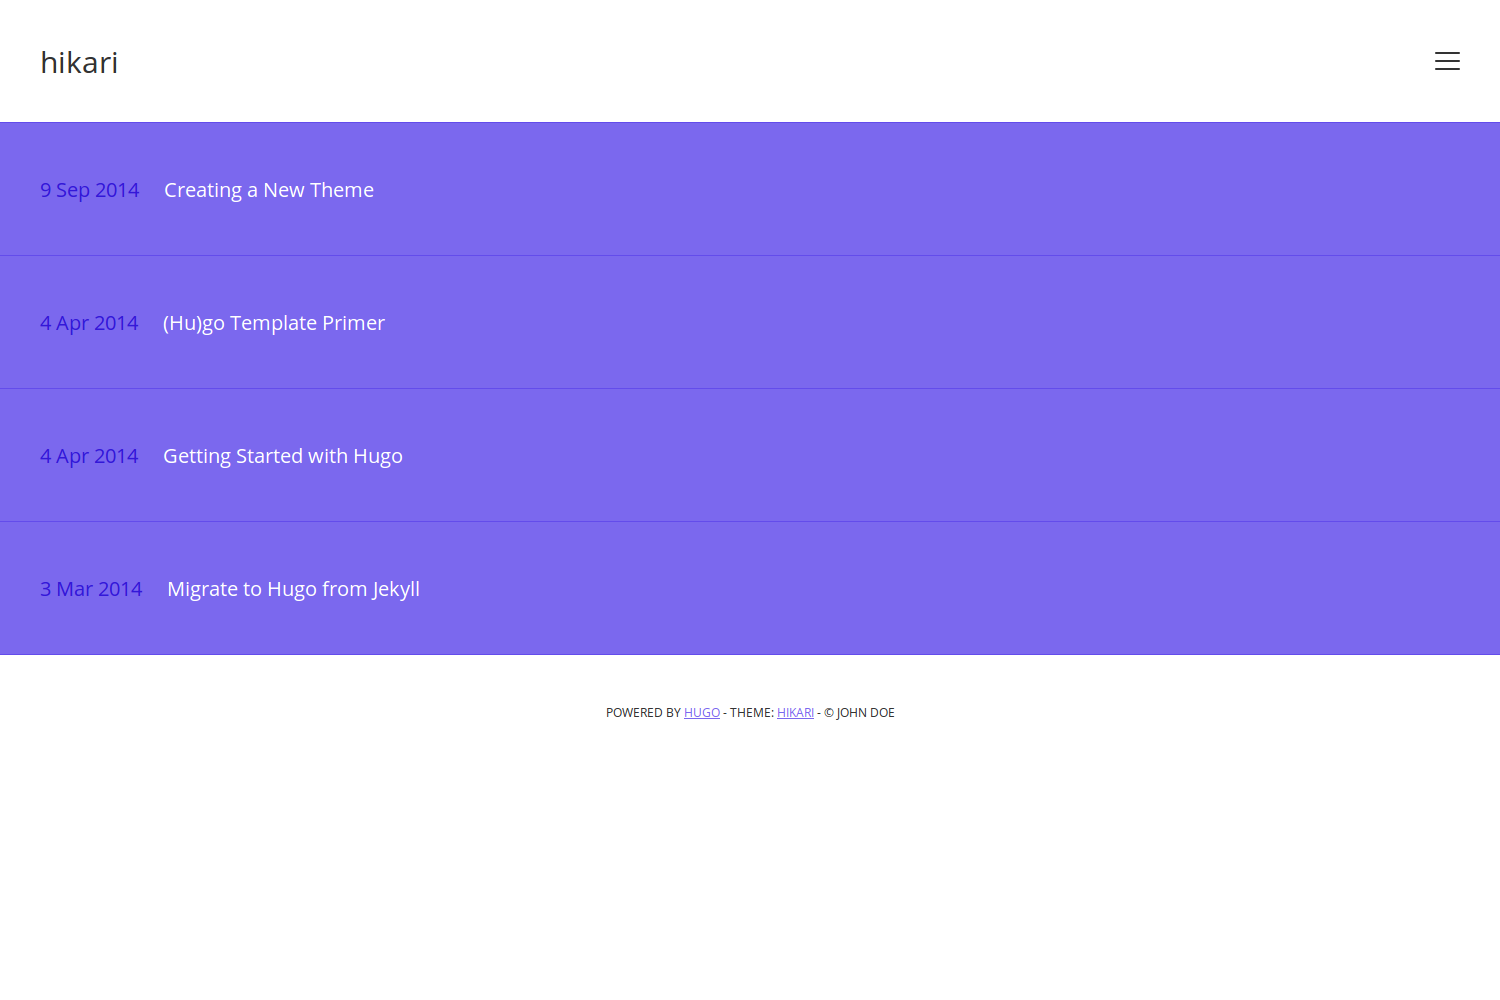 hikari
9 Sep 2014 Creating a New Theme
4 Apr 2014 (Hu)go Template Primer
4 Apr 2014 Getting Started with Hugo
3 Mar 2014 Migrate to Hugo from Jekyll
POWERED BY HUGO - THEME: HIKARI - © JOHN DOE